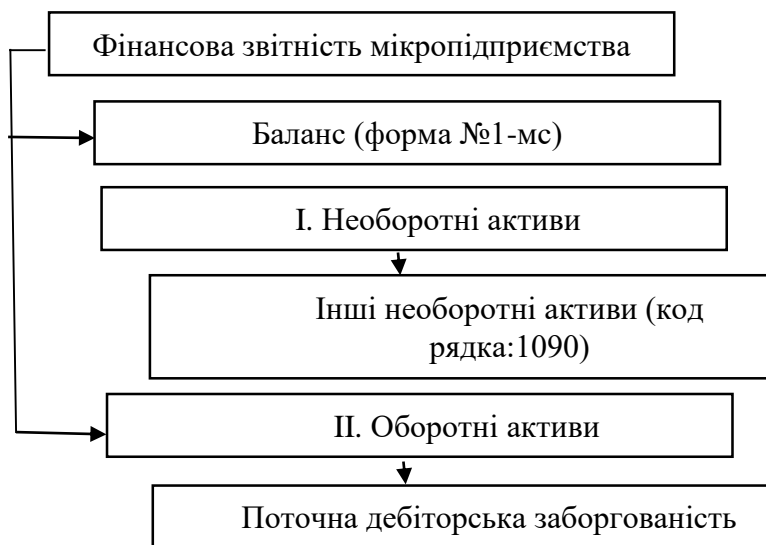 Фінансова звітність мікропідприємства
Баланс (форма №1-мс)
І. Необоротні активи
Інші необоротні активи (код
рядка:1090)
ІІ. Оборотні активи
Поточна дебіторська заборгованість